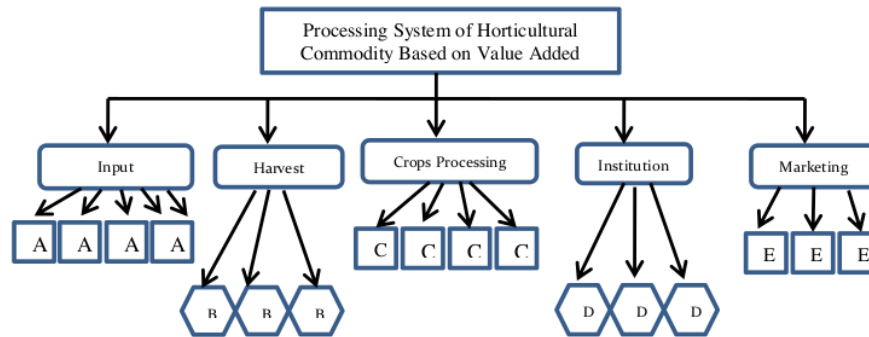 Processing System of Horticultural
Commodity Based on Value Added
Input
Harvest
Crops Processing
Institution
Marketing
A A A A
B B B
C C C C
D D D
E E E